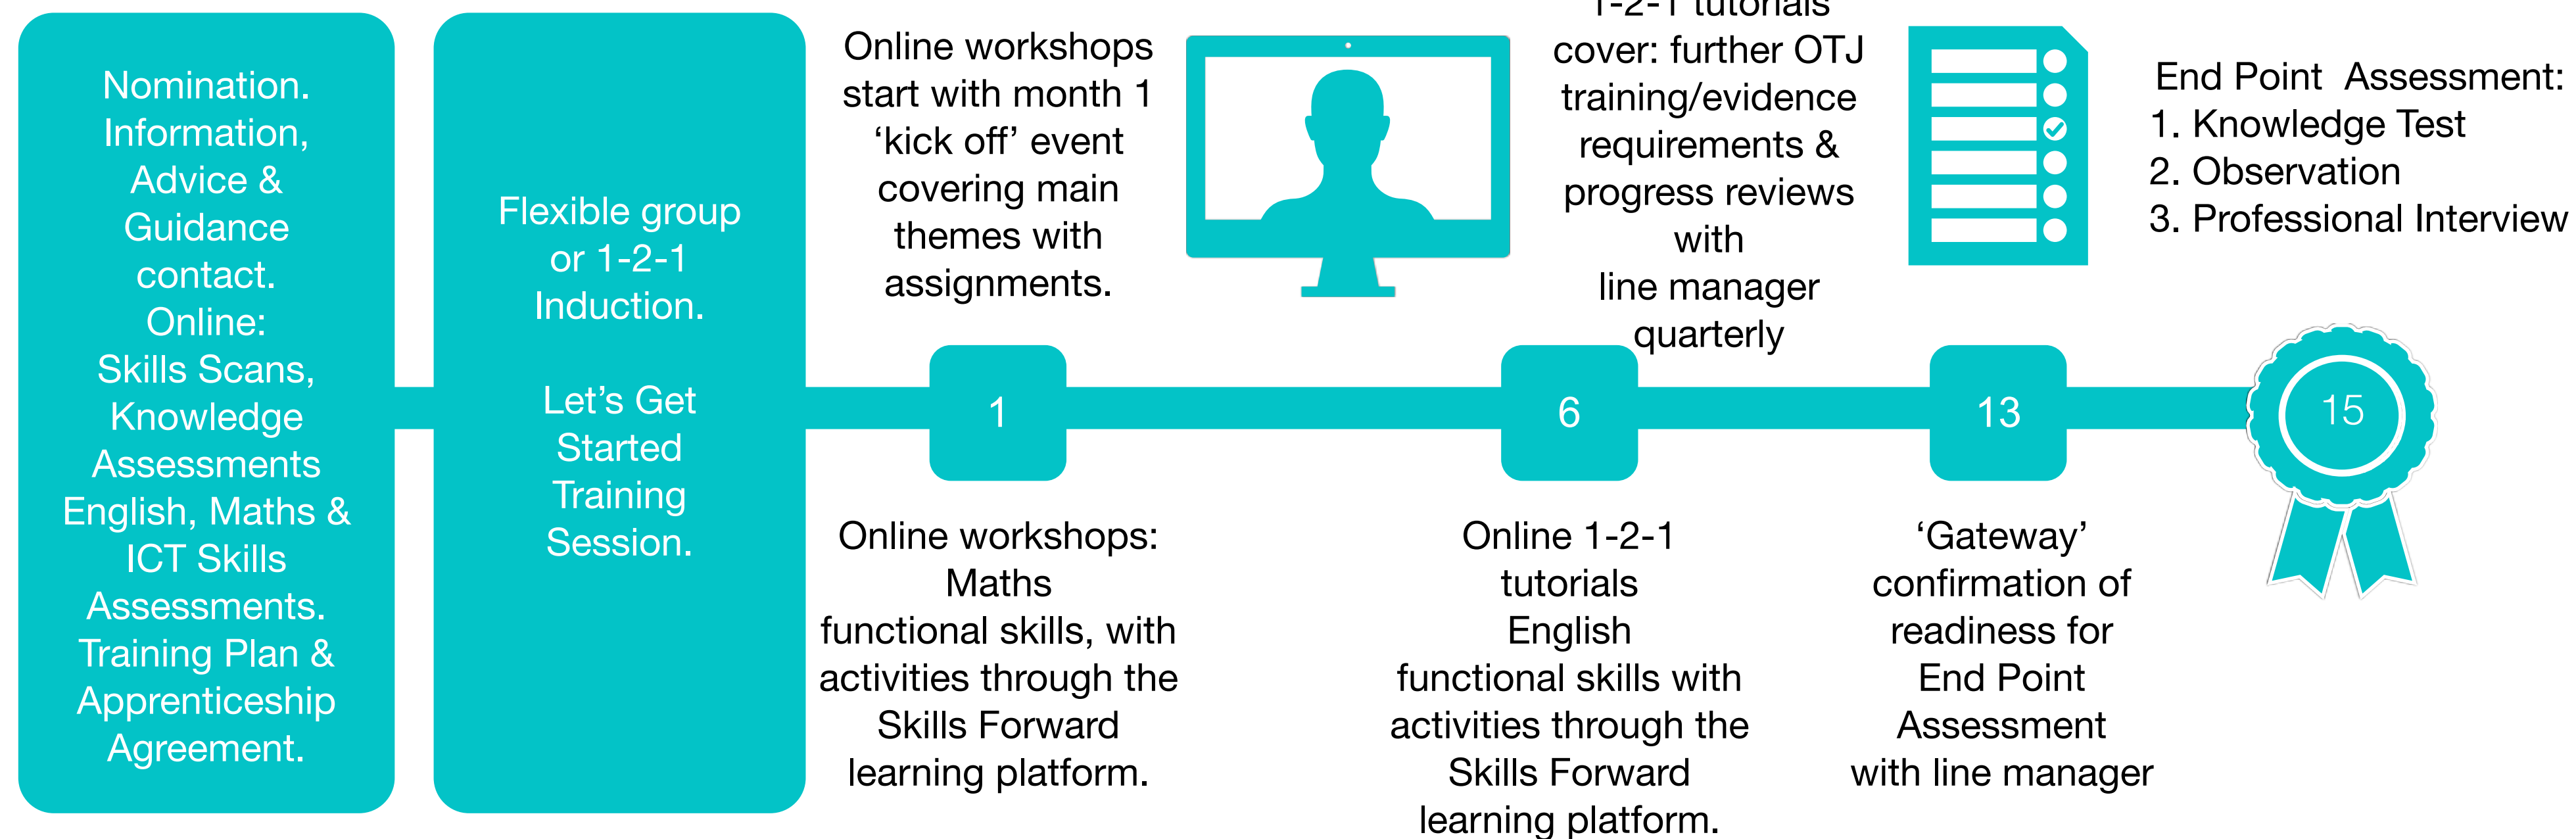 Nomination.
Information,
Advice &
Guidance
contact.
Online:
Skills Scans,
Knowledge
Assessments
English, Maths &
ICT Skills
Assessments.
Training Plan &
Apprenticeship
Agreement.
Flexible group
or 1-2-1
Induction.
Let’s Get
Started
Training
Session.
Online workshops
start with month 1
‘kick off’ event
covering main
themes with
assignments.
1-2-1 tutorials
cover: further OTJ
training/evidence
requirements &
progress reviews
with
line manager
quarterly
End Point Assessment:
1. Knowledge Test
2. Observation
3. Professional Interview
1
6
13
15
Online workshops:
Maths
functional skills, with
activities through the
Skills Forward
learning platform.
Online 1-2-1
tutorials
English
functional skills with
activities through the
Skills Forward
learning platform.
‘Gateway’
confirmation of
readiness for
End Point
Assessment
with line manager